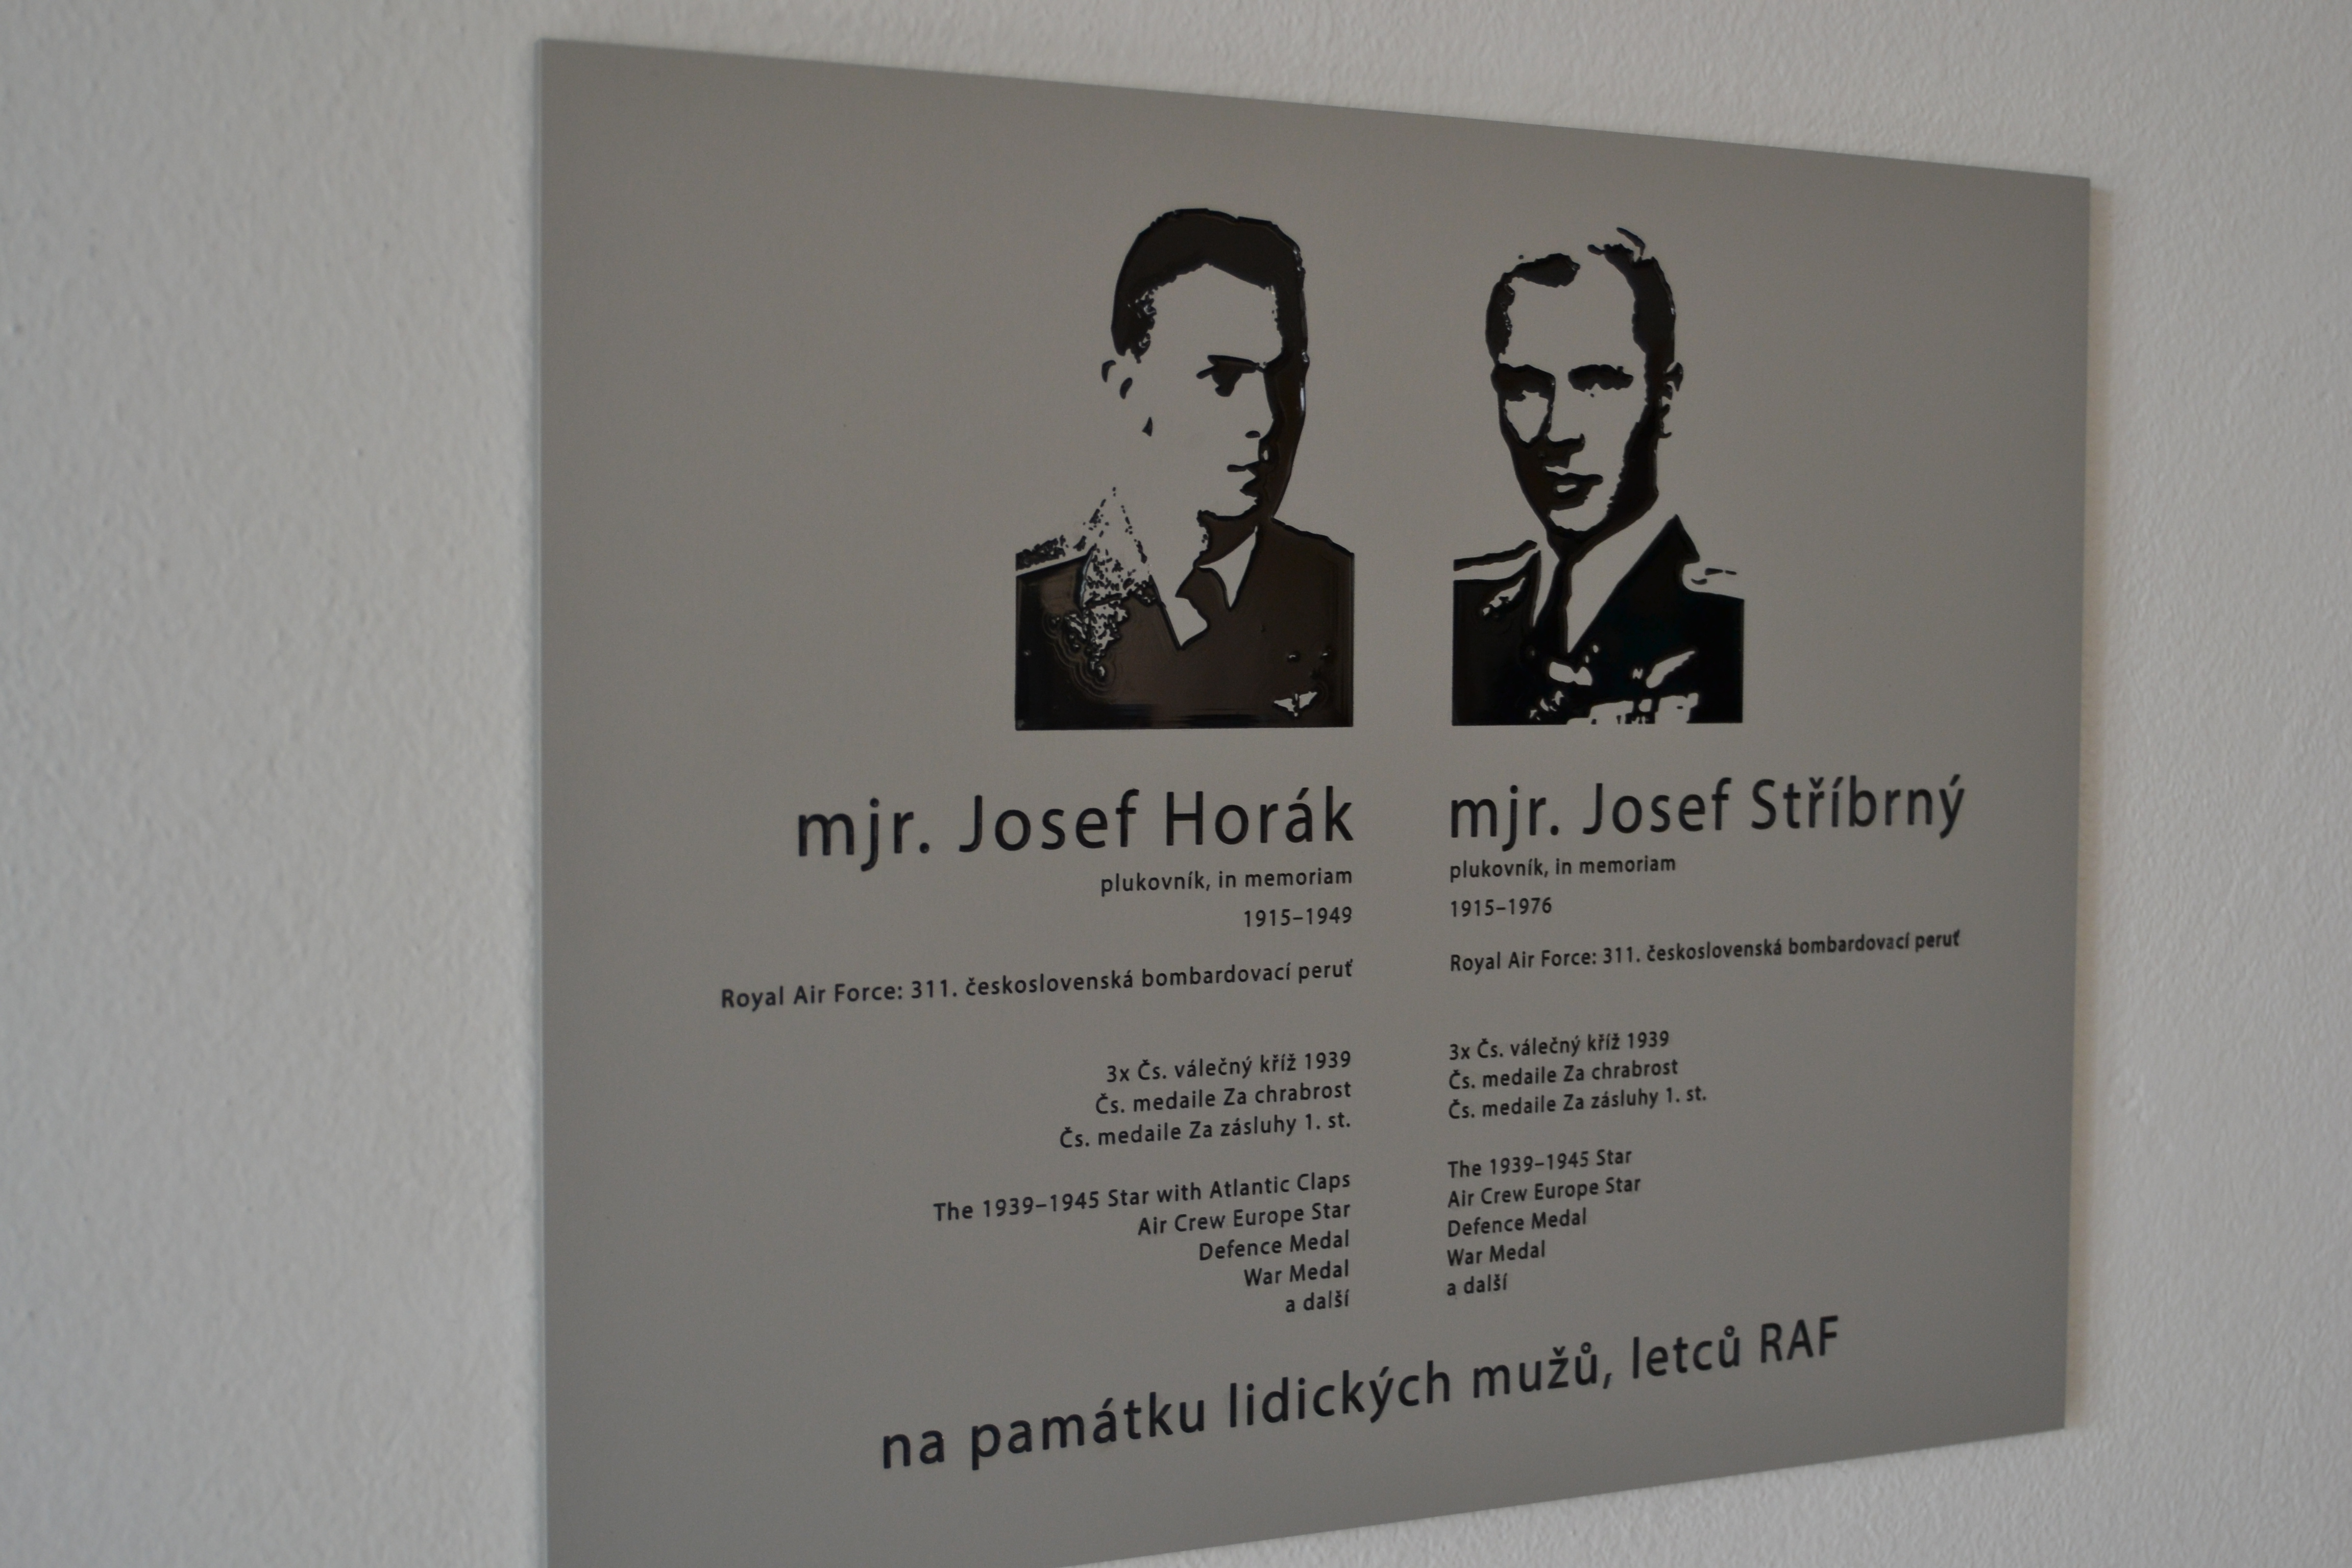 mjr. Josef Horák
plukovník, in memoriam
1915–1949
Royal Air Force: 311. československá bombardovací peruť
3x Čs. válečný kříž 1939
Čs. medaile Za chrabrost
Čs. medaile Za zásluhy 1. st.
The 1939–1945 Star with Atlantic Claps
Air Crew Europe Star
Defence Medal
War Medal
a další
mjr. Josef Stříbrný
plukovník, in memoriam
1915–1976
Royal Air Force: 311. československá bombardovací peruť
3x Čs. válečný kříž 1939
Čs. medaile Za chrabrost
Čs. medaile Za zásluhy 1. st.
The 1939–1945 Star
Air Crew Europe Star
Defence Medal
War Medal
a další
na památku lidických mužů, letců RAF